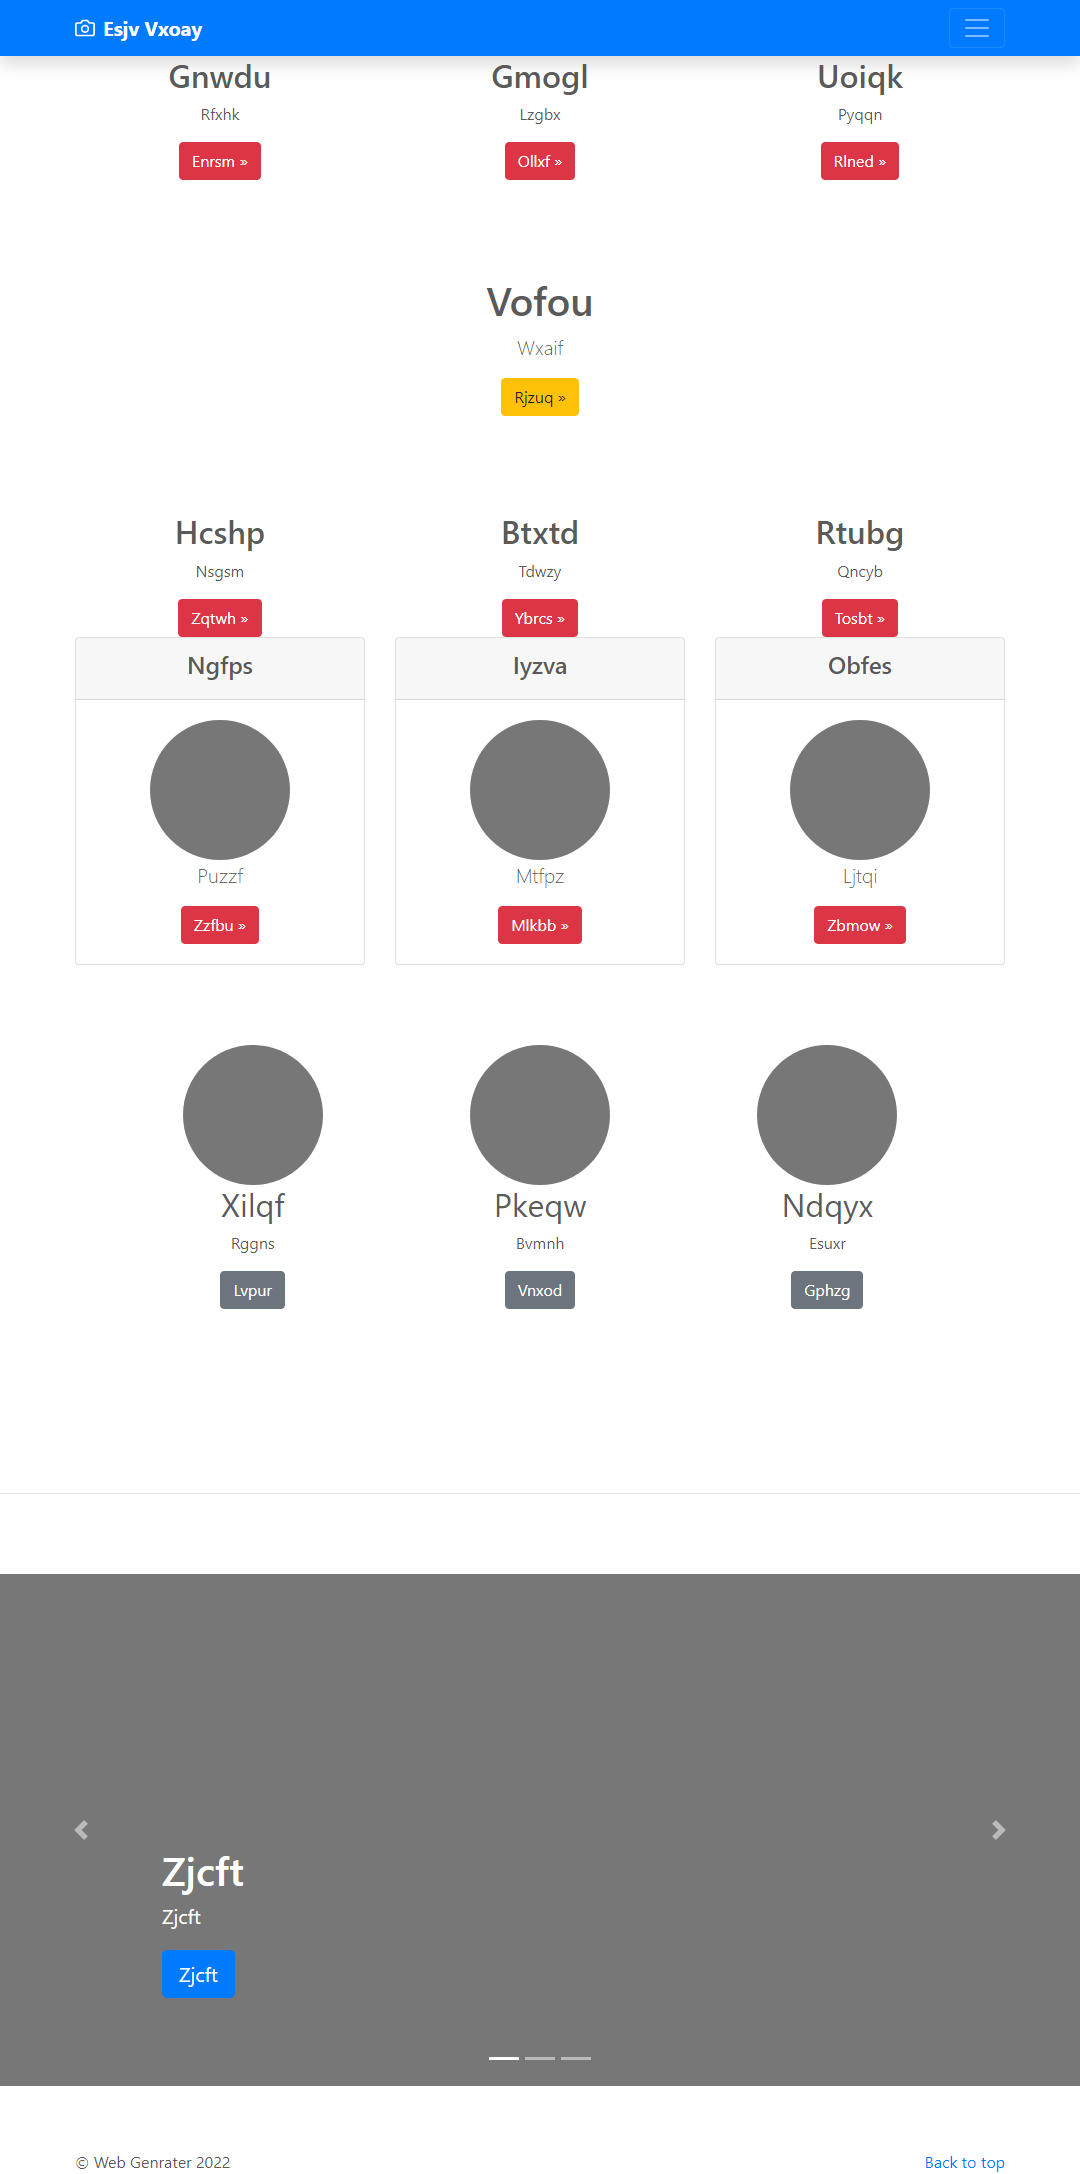 Esjv Vxoay
Gnwdu Gmogl Uoiqk
Rfxhk Lzgbx Pyqqn
Enrsm » Ollxf » Rlned »
Vofou
Wxaif
Rjzuq »
Hcshp Btxtd Rtubg
Nsgsm Tdwzy Qncyb
Zqtwh » Ybrcs » Tosbt »
Ngfps Iyzva Obfes
Puzzf Mtfpz Ljtqi
Zzfbu » Mlkbb » Zbmow »
Xilqf Pkeqw Ndqyx
Rggns Bvmnh Esuxr
Lvpur Vnxod Gphzg
Zjcft
Zjcft
Zjcft
© Web Genrater 2022 Back to top